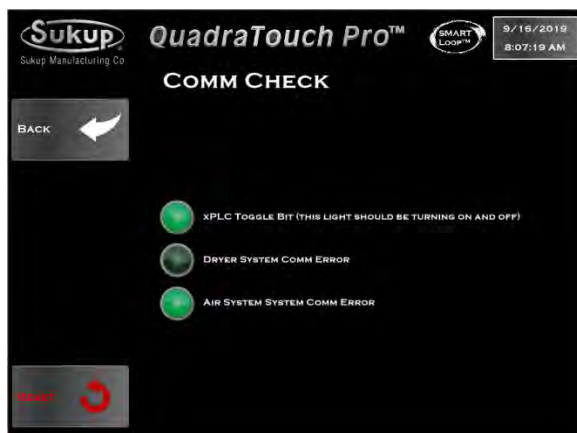 Sukup
Sukup Manufacturing Co
QuadraTouch Pro™
SMART
LOOP™
9/16/2019
8:07:19 AM
COMM CHECK
BACK
xPLC TOGGLE BIT (THIS LIGHT SHOULD BE TURNING ON AND OFF)
DRYER SYSTEM COMM ERROR
AIR SYSTEM SYSTEM COMM ERROR
RESET